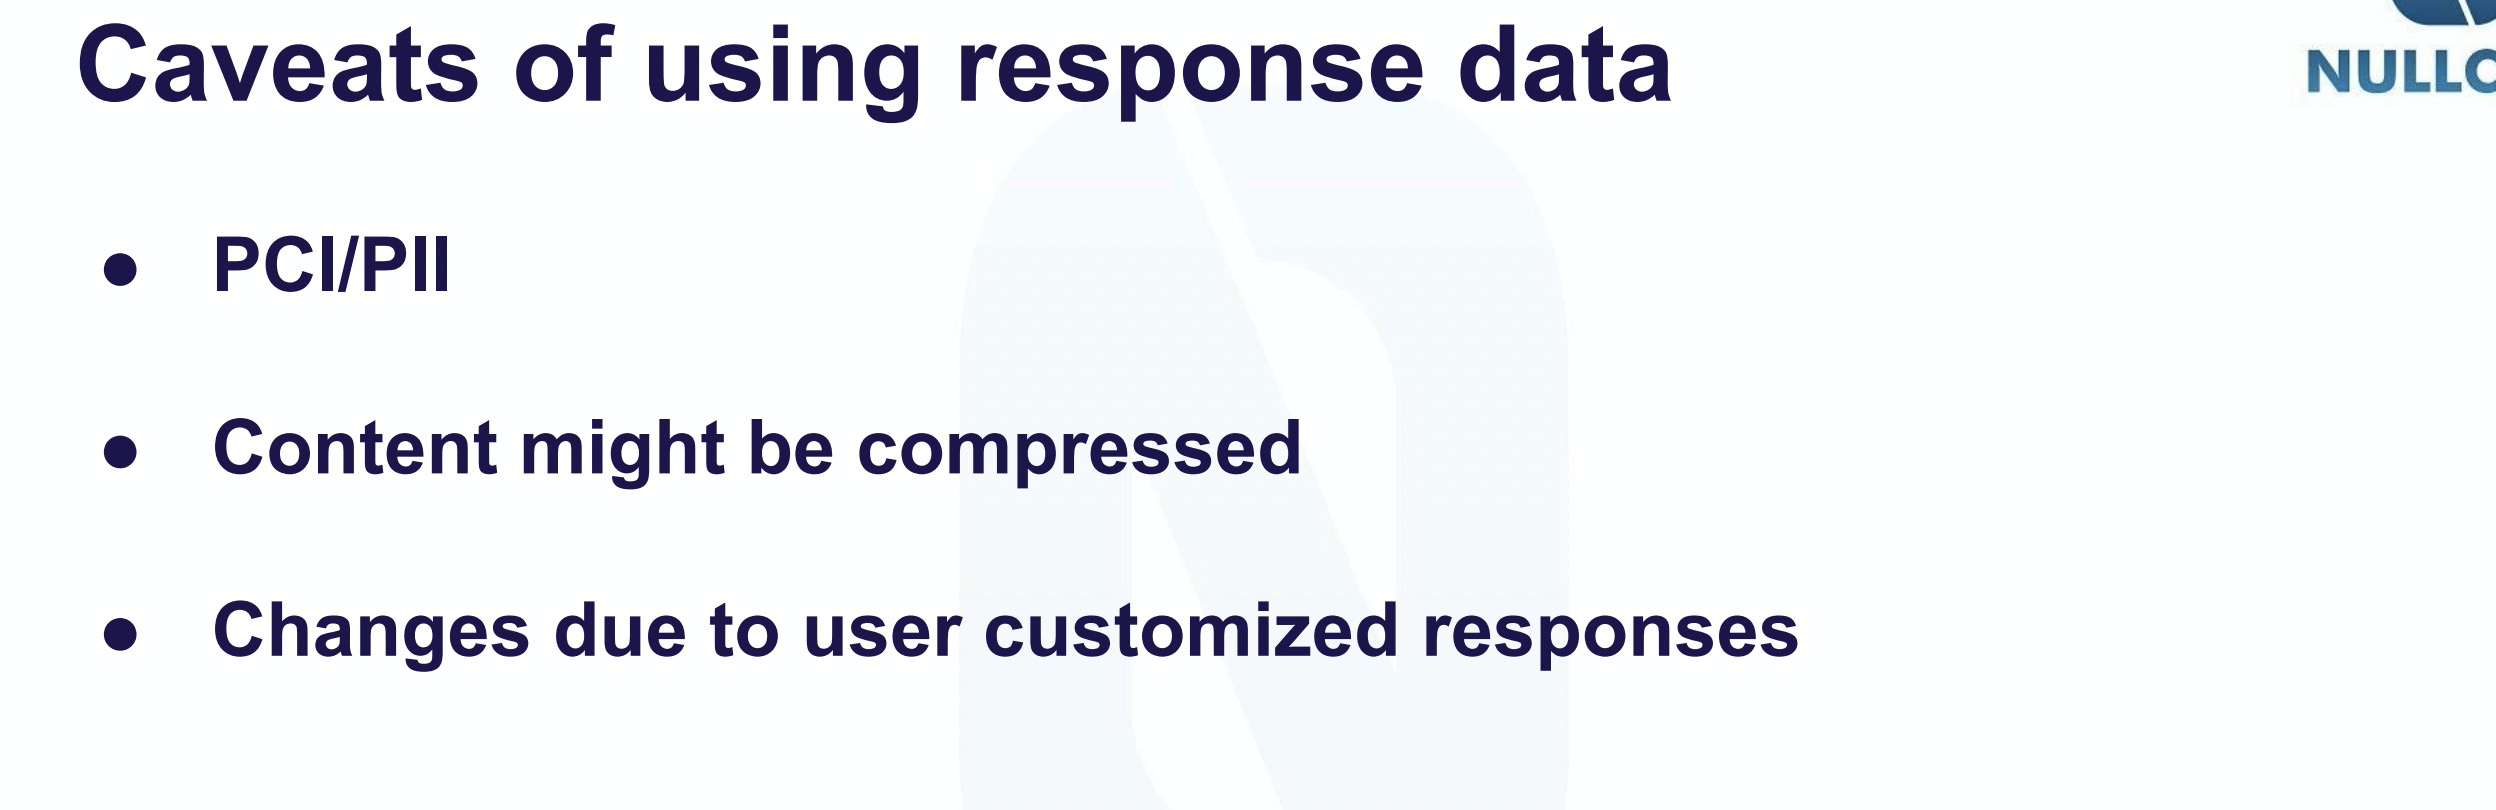 Caveats of using response data
NULLC
● PCI/PII
● Content might be compressed
● Changes due to user customized responses